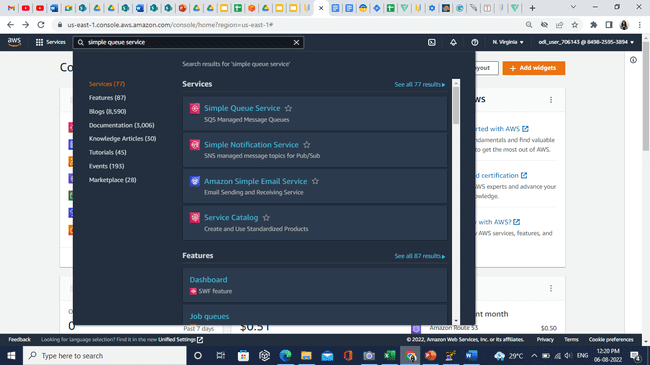 us-east-1.console.aws.amazon.com/console/home?region=us-east-1#
aws
Services
simple queue service
N. Virginia
odl_user_706143 @ 8498-2595-3894
Search results for 'simple queue service'
Services (77)
Features (87)
Blogs (8,590)
Documentation (3,006)
Knowledge Articles (30)
Tutorials (45)
Events (193)
Marketplace (28)
Services
See all 77 results
Simple Queue Service
SQS Managed Message Queues
Simple Notification Service
SNS managed message topics for Pub/Sub
Amazon Simple Email Service
Email Sending and Receiving Service
Service Catalog
Create and Use Standardized Products
Features
See all 87 results
Dashboard
SWF feature
Job queues
Add widgets
AWS
with AWS
and find valuable
to get the most out of AWS.
certification
AWS experts and advance your
with AWS?
AWS services, features, and
0
Past 7 days
$0.51
month
Amazon Route 53
$0.50
Feedback
Looking for language selection? Find it in the new Unified Settings
© 2022, Amazon Web Services, Inc. or its affiliates.
Privacy
Terms
Cookie preferences
Type here to search
29°C
ENG
12:20 PM
06-08-2022